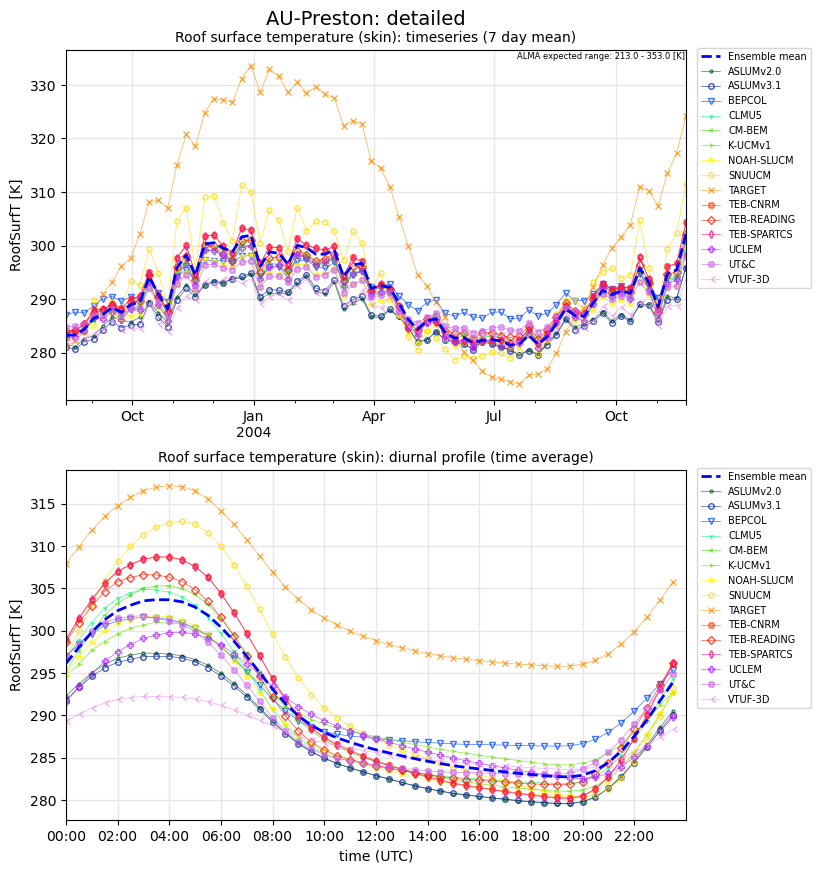 AU-Preston: detailed
Roof surface temperature (skin): timeseries (7 day mean)
ALMA expected range: 213.0 - 353.0 [K]
RoofSurfT [K]
330
320
310
300
290
280
Oct
Jan
2004
Apr
Jul
Oct
Ensemble mean
ASLUMv2.0
ASLUMv3.1
BEPCOL
CLMU5
CM-BEM
K-UCMv1
NOAH-SLUCM
SNUUCM
TARGET
TEB-CNRM
TEB-READING
TEB-SPARTCS
UCLEM
UT&C
VTUF-3D
Roof surface temperature (skin): diurnal profile (time average)
RoofSurfT [K]
315
310
305
300
295
290
285
280
00:00
02:00
04:00
06:00
08:00
10:00
12:00
14:00
16:00
18:00
20:00
22:00
time (UTC)
Ensemble mean
ASLUMv2.0
ASLUMv3.1
BEPCOL
CLMU5
CM-BEM
K-UCMv1
NOAH-SLUCM
SNUUCM
TARGET
TEB-CNRM
TEB-READING
TEB-SPARTCS
UCLEM
UT&C
VTUF-3D